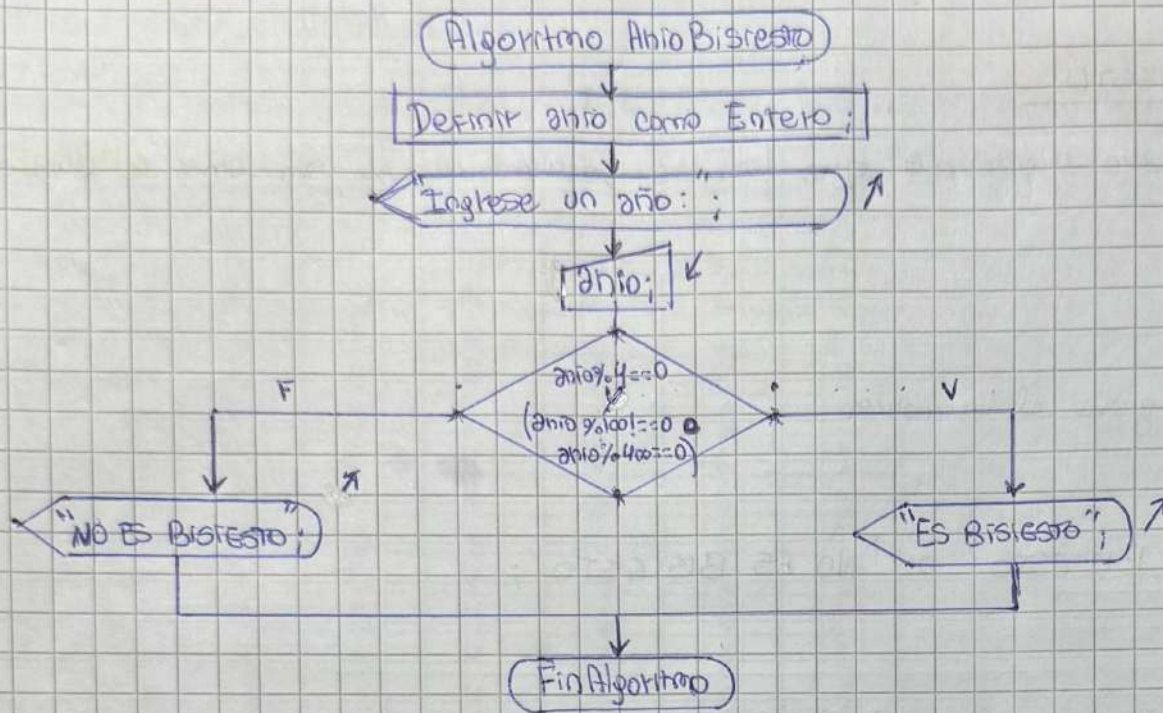 Algoritmo AnioBisiesto
Definir anio como Entero;
"Ingrese un año: ";
anio;
F
anio%4==0
Y
(anio%100!==0 o
anio%400==0)
V
"NO ES BISIESTO";
"ES BISIESTO";
FinAlgoritmo